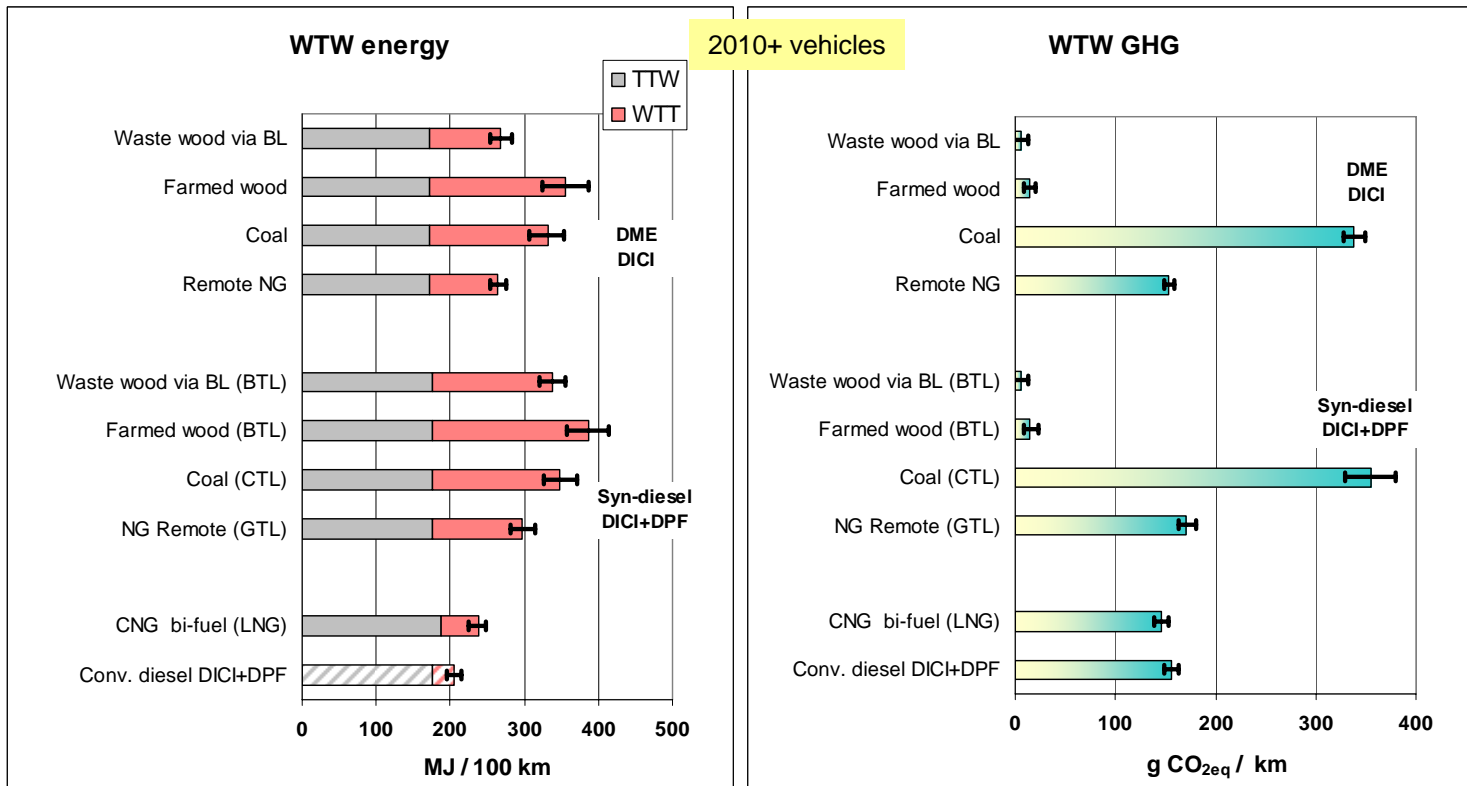 WTW energy
2010+ vehicles
WTW GHG
TTW
WTT
Waste wood via BL
Farmed wood
Coal
Remote NG
DME
DICI
Waste wood via BL (BTL)
Farmed wood (BTL)
Coal (CTL)
NG Remote (GTL)
Syn-diesel
DICI+DPF
CNG bi-fuel (LNG)
Conv. diesel DICI+DPF
0 100 200 300 400 500
MJ / 100 km
Waste wood via BL
Farmed wood
Coal
Remote NG
DME
DICI
Waste wood via BL (BTL)
Farmed wood (BTL)
Coal (CTL)
NG Remote (GTL)
Syn-diesel
DICI+DPF
CNG bi-fuel (LNG)
Conv. diesel DICI+DPF
0 100 200 300 400
g CO2eq / km